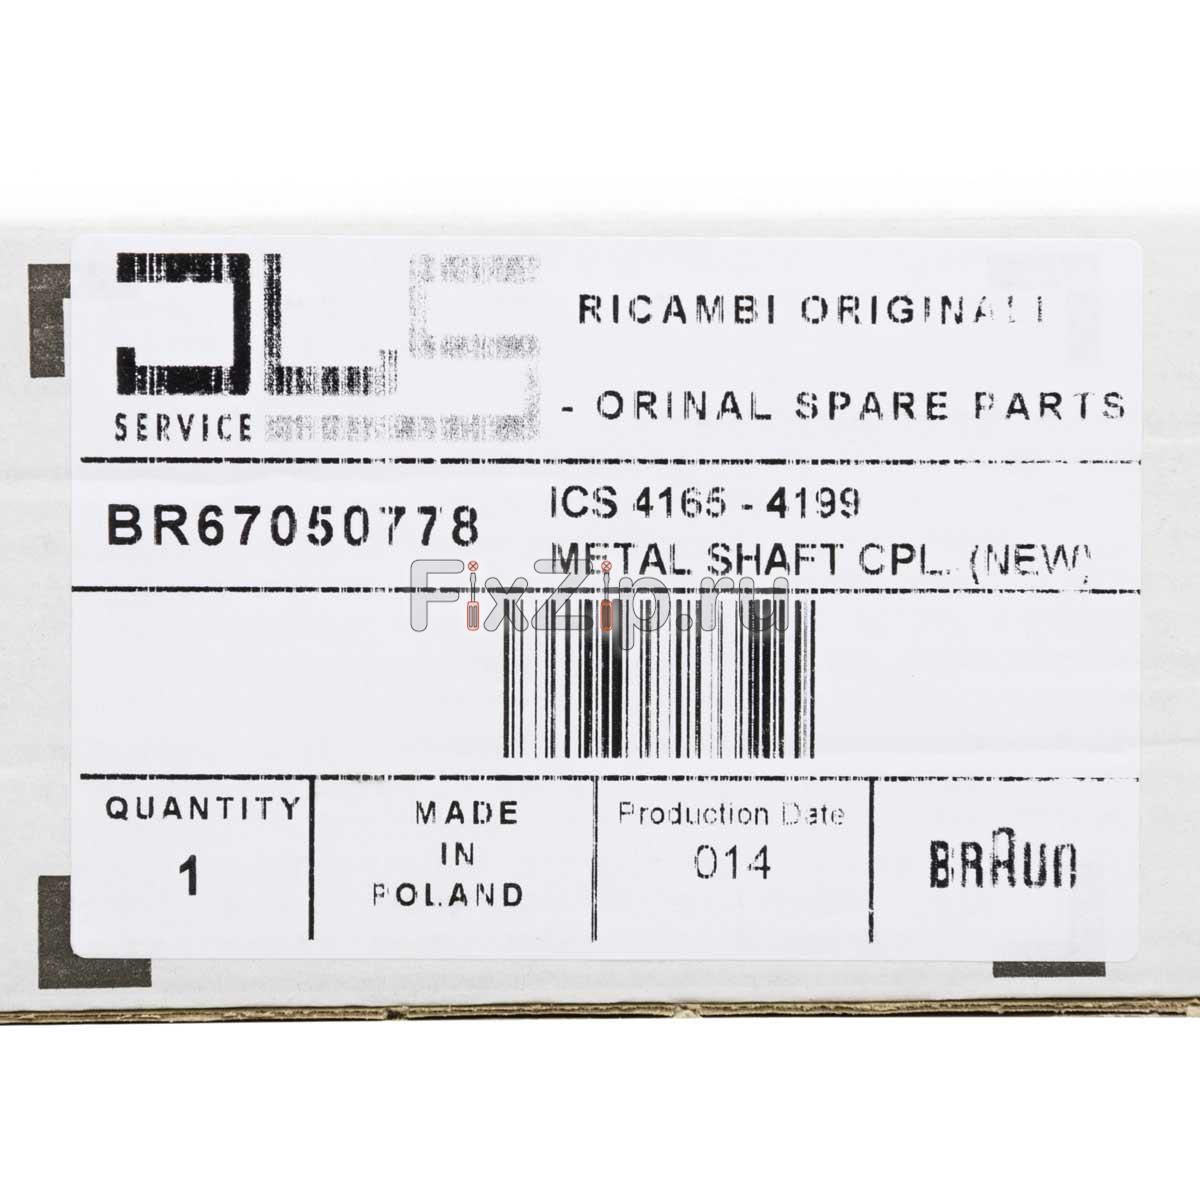 DLS
SERVICE
RICAMBI ORIGINALI
- ORINAL SPARE PARTS
BR67050778
ICS 4165 - 4199
METAL SHAFT CPL. (NEW)
FixZip.ru
QUANTITY
1
MADE
IN
POLAND
Production Date
014
BRAUN